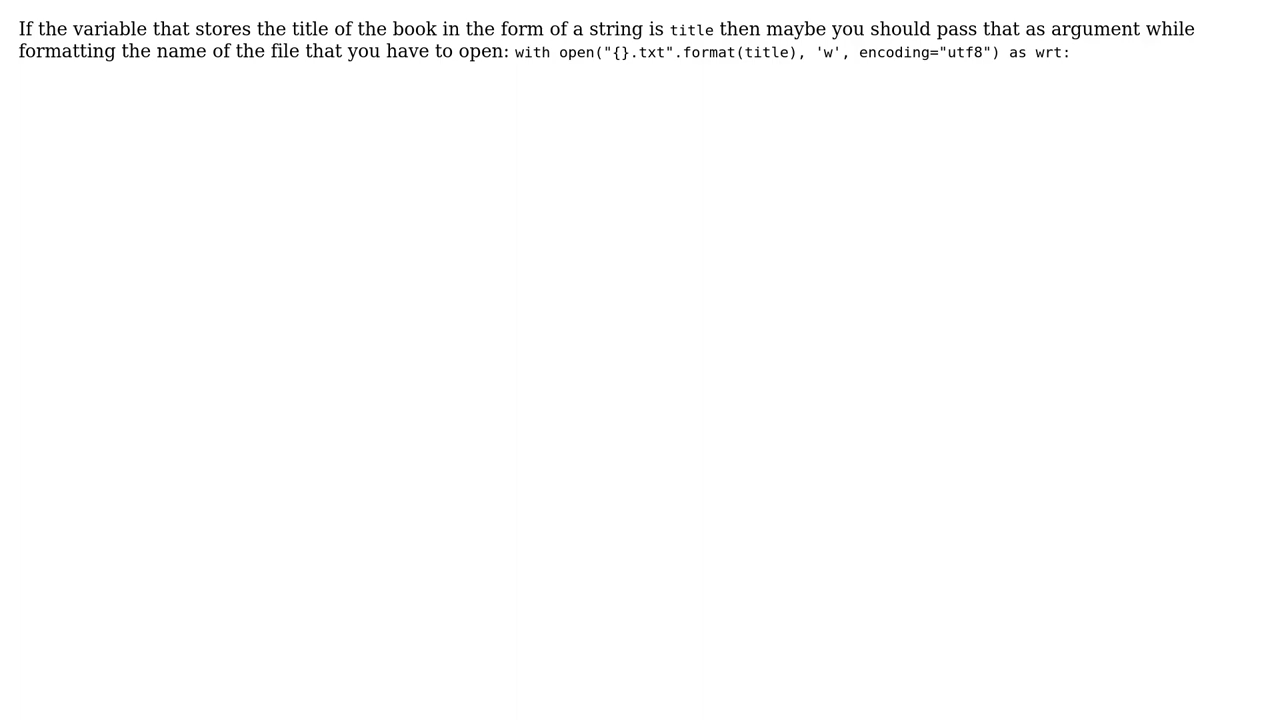 If the variable that stores the title of the book in the form of a string is title then maybe you should pass that as argument while
formatting the name of the file that you have to open: with open("{}.txt".format(title), 'w', encoding="utf8") as wrt: